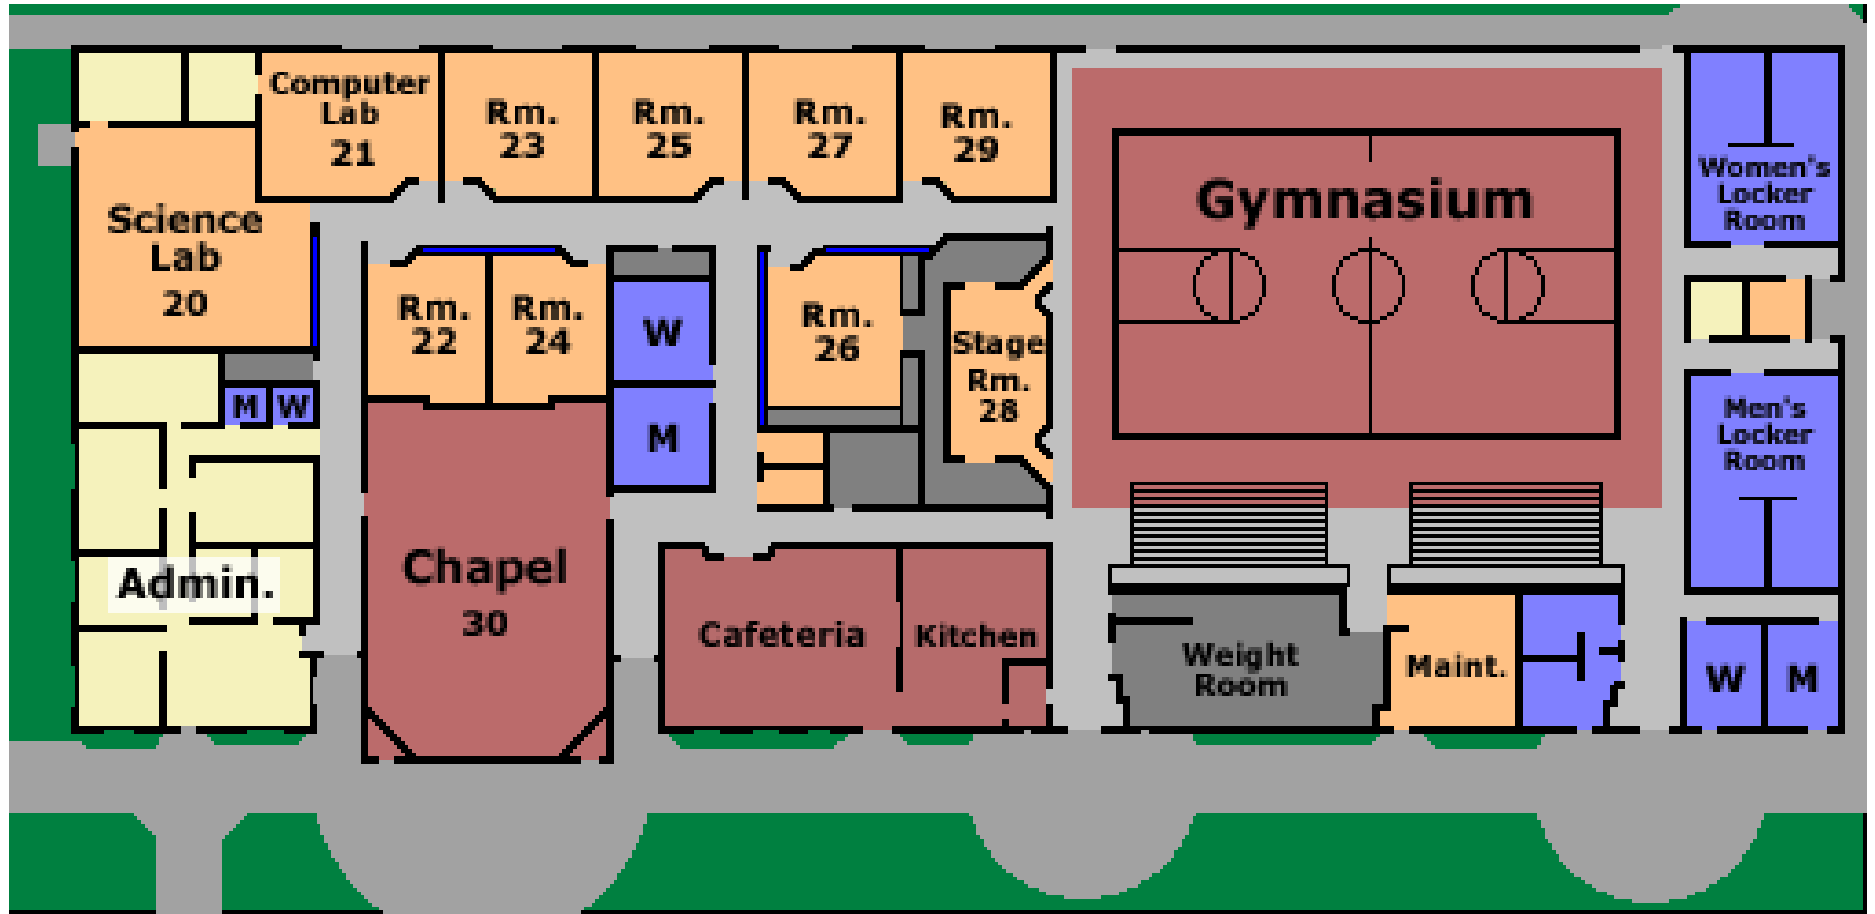 Computer
Lab
21
Rm.
23
Rm.
25
Rm.
27
Rm.
29
Gymnasium
Women's
Locker
Room
Science
Lab
20
Rm.
22
Rm.
24
W
M
Rm.
26
Stage
Rm.
28
M W
Men's
Locker
Room
Admin.
Chapel
30
Cafeteria
Kitchen
Weight
Room
Maint.
W
M